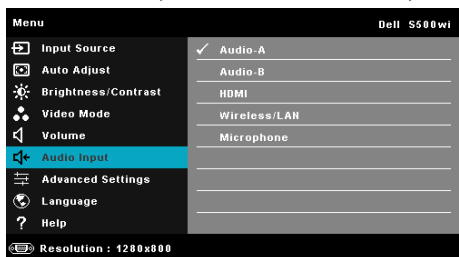 Menu
Dell S500wi
Input Source
Auto Adjust
Brightness/Contrast
Video Mode
Volume
Audio Input
Advanced Settings
Language
? Help
Audio-A
Audio-B
HDMI
Wireless/LAN
Microphone
Resolution : 1280x800